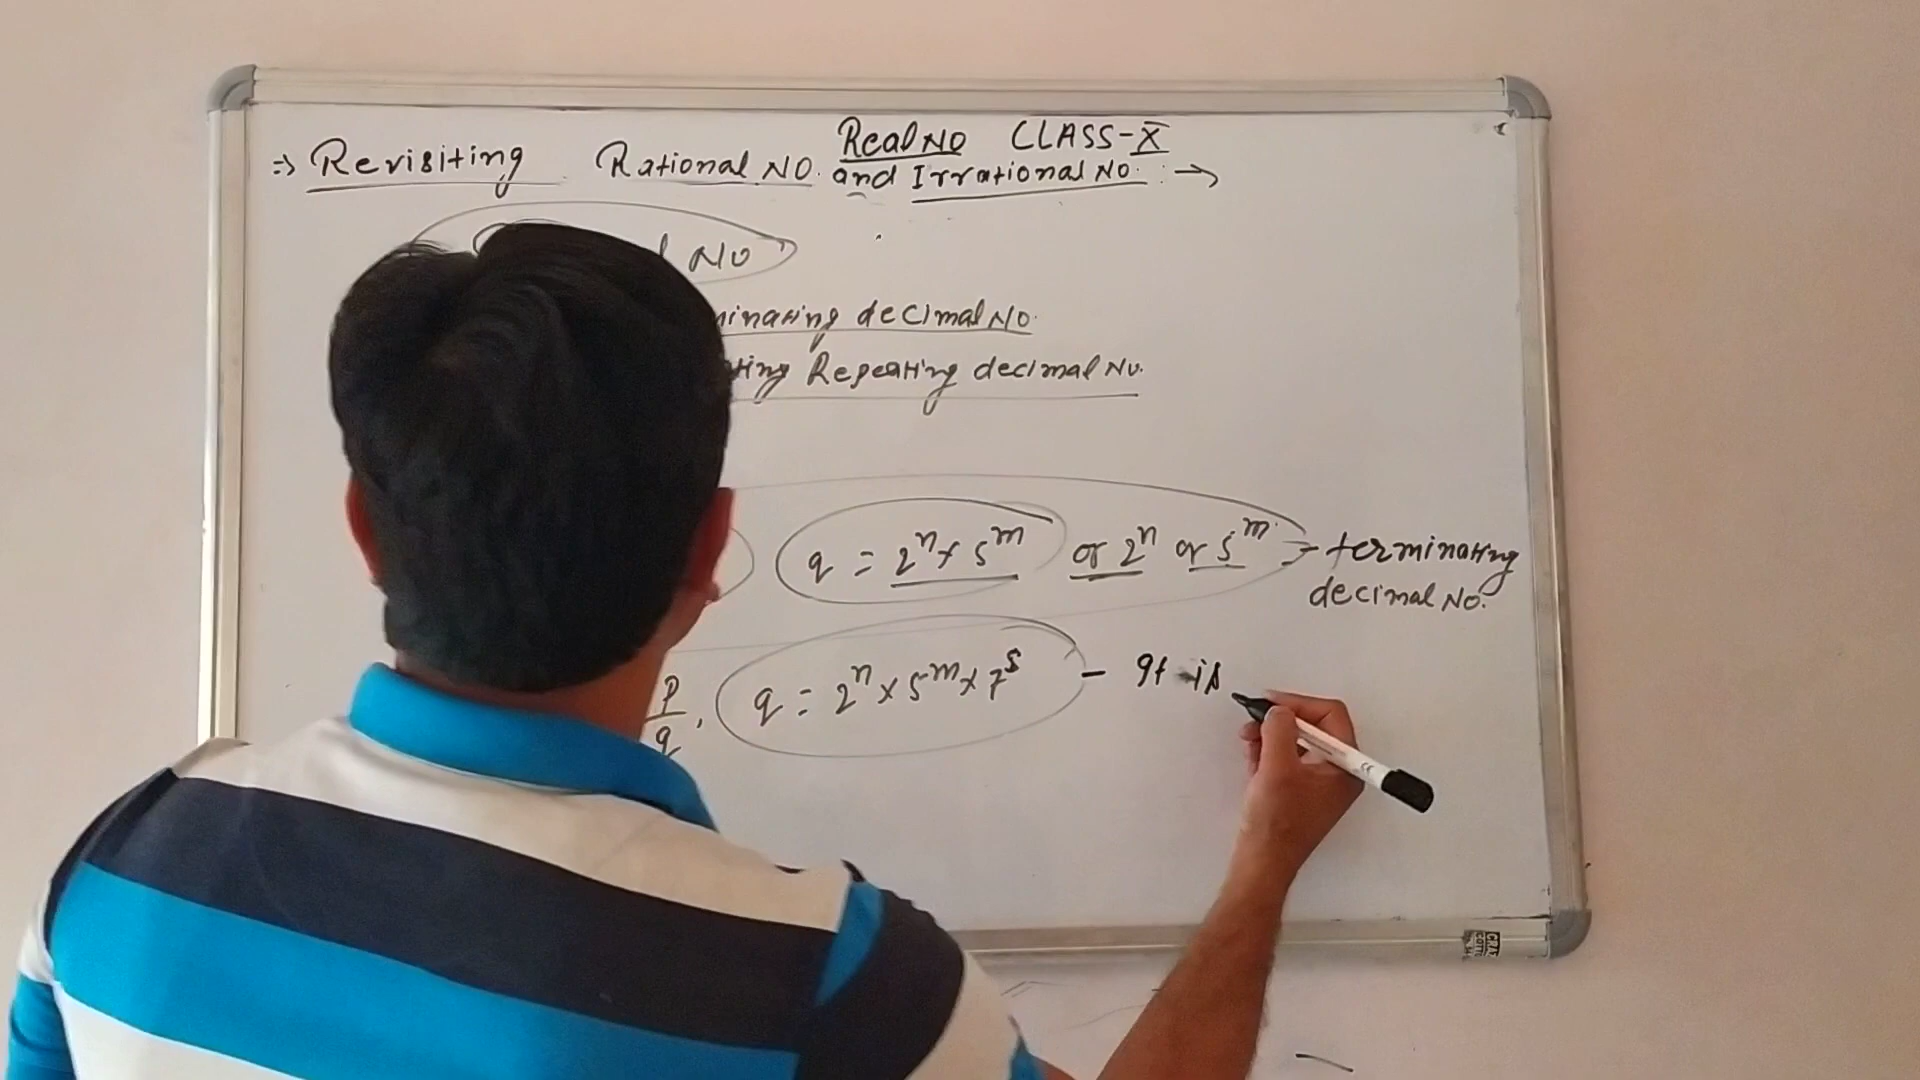 Real NO CLASS-X
⇒ Revisiting Rational NO. and Irrational NO. :→
NO
minating decimal NO.
ting Repeating decimal No.
q = 2ⁿ × 5ᵐ or 2ⁿ or 5ᵐ - terminating
decimal NO.
p/q, q = 2ⁿ × 5ᵐ × 7ˢ - It is